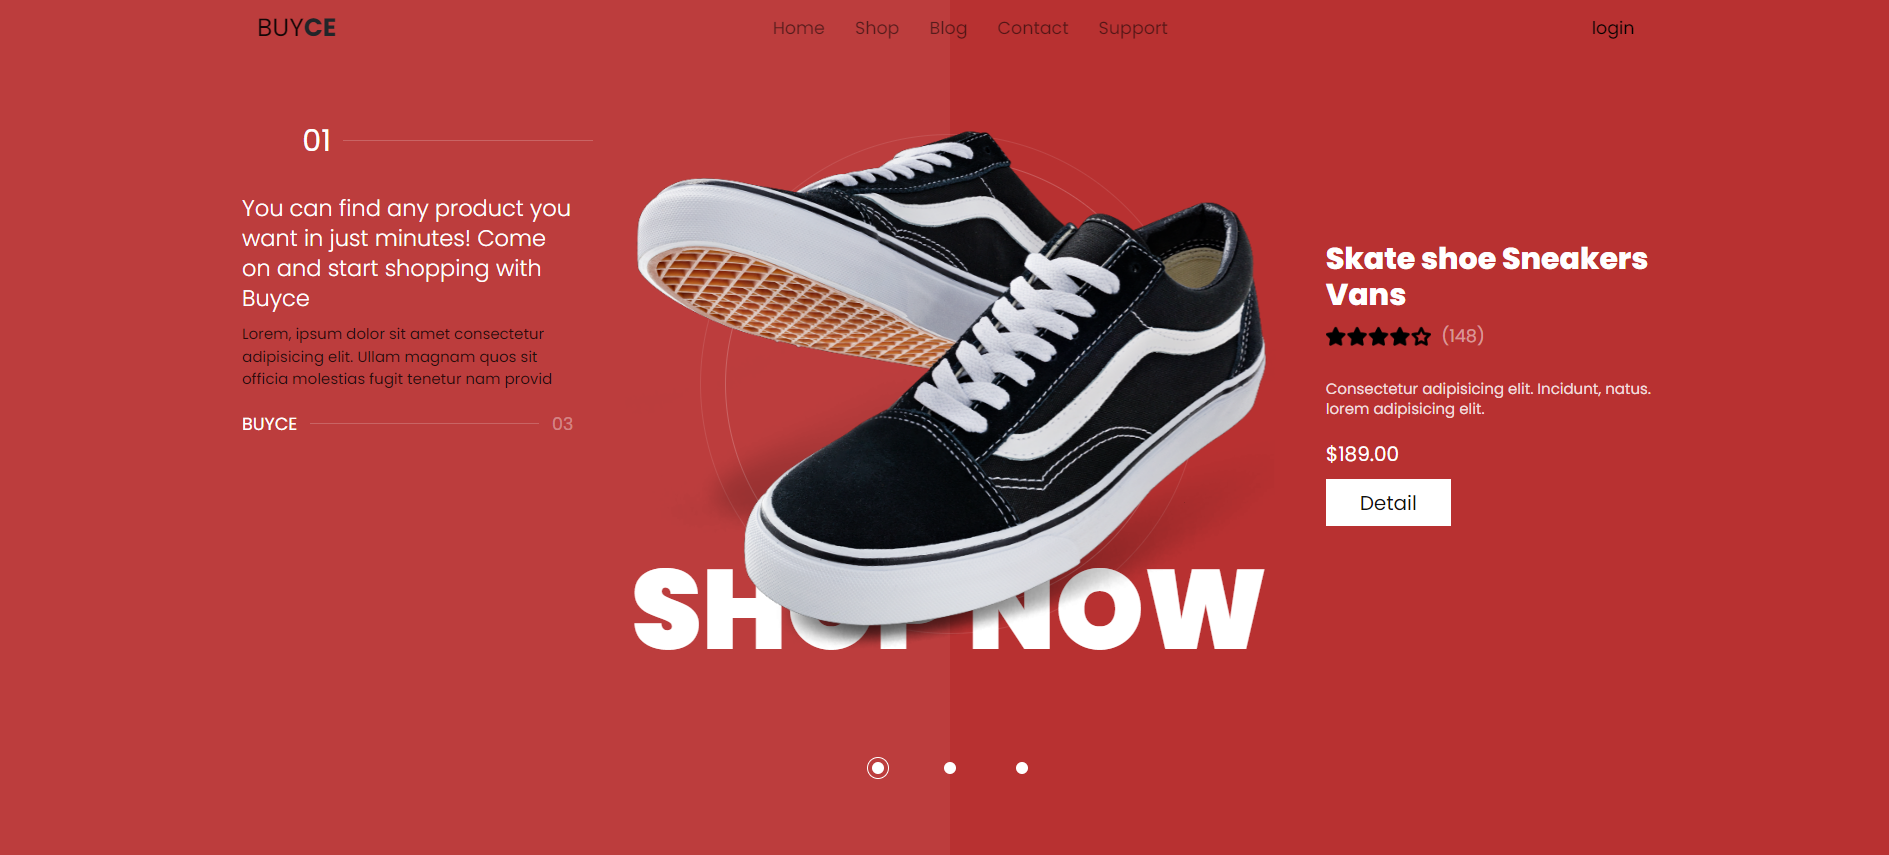 BUYCE
Home Shop Blog Contact Support
login
01
You can find any product you
want in just minutes! Come
on and start shopping with
Buyce
Lorem, ipsum dolor sit amet consectetur
adipisicing elit. Ullam magnam quos sit
officia molestias fugit tenetur nam provid
BUYCE 03
Skate shoe Sneakers
Vans
(148)
Consectetur adipisicing elit. Incidunt, natus.
lorem adipisicing elit.
$189.00
Detail
SHOP NOW